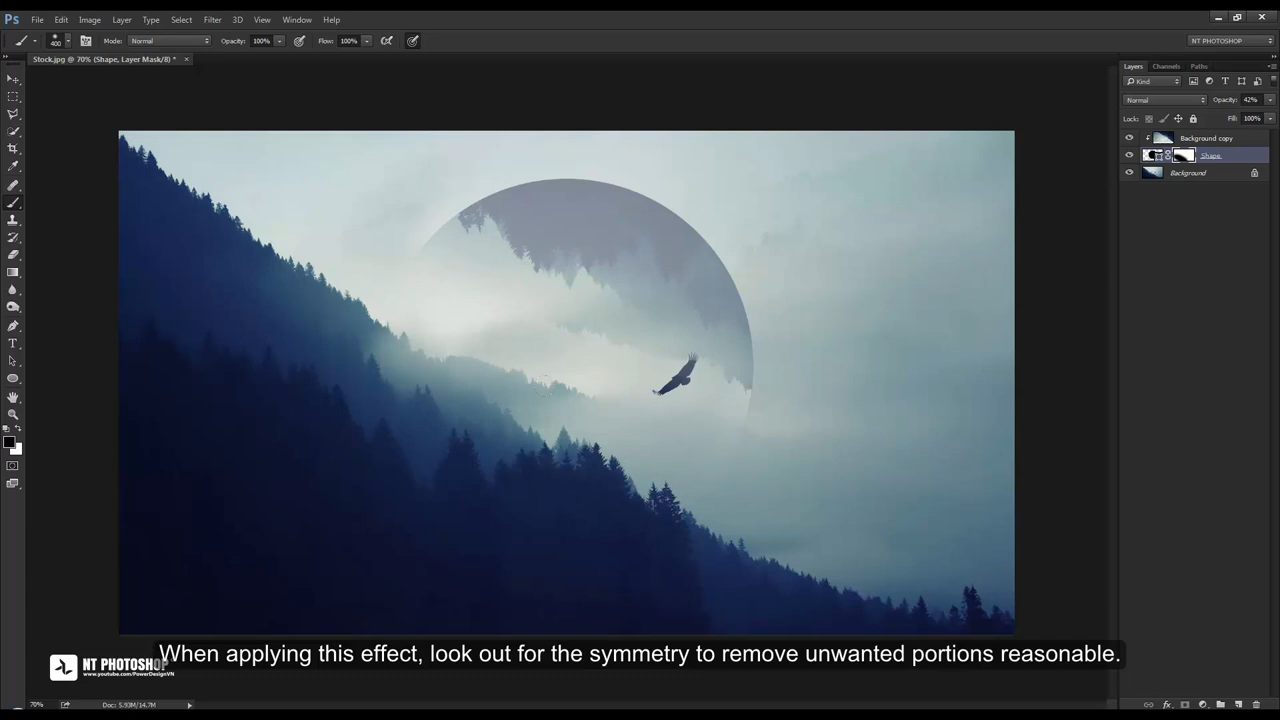 Ps File Edit Image Layer Type Select Filter 3D View Window Help
400 Mode: Normal Opacity: 100% Flow: 100% NT PHOTOSHOP
Stock.jpg @ 70% (Shape, Layer Mask/8) * ×
Layers Channels Paths
Kind
Normal Opacity: 42%
Lock: Fill: 100%
Background copy
Shape
Background
When applying this effect, look out for the symmetry to remove unwanted portions reasonable.
NT PHOTOSHOP
www.youtube.com/PowerDesignVN
70% Doc: 5.93M/14.7M